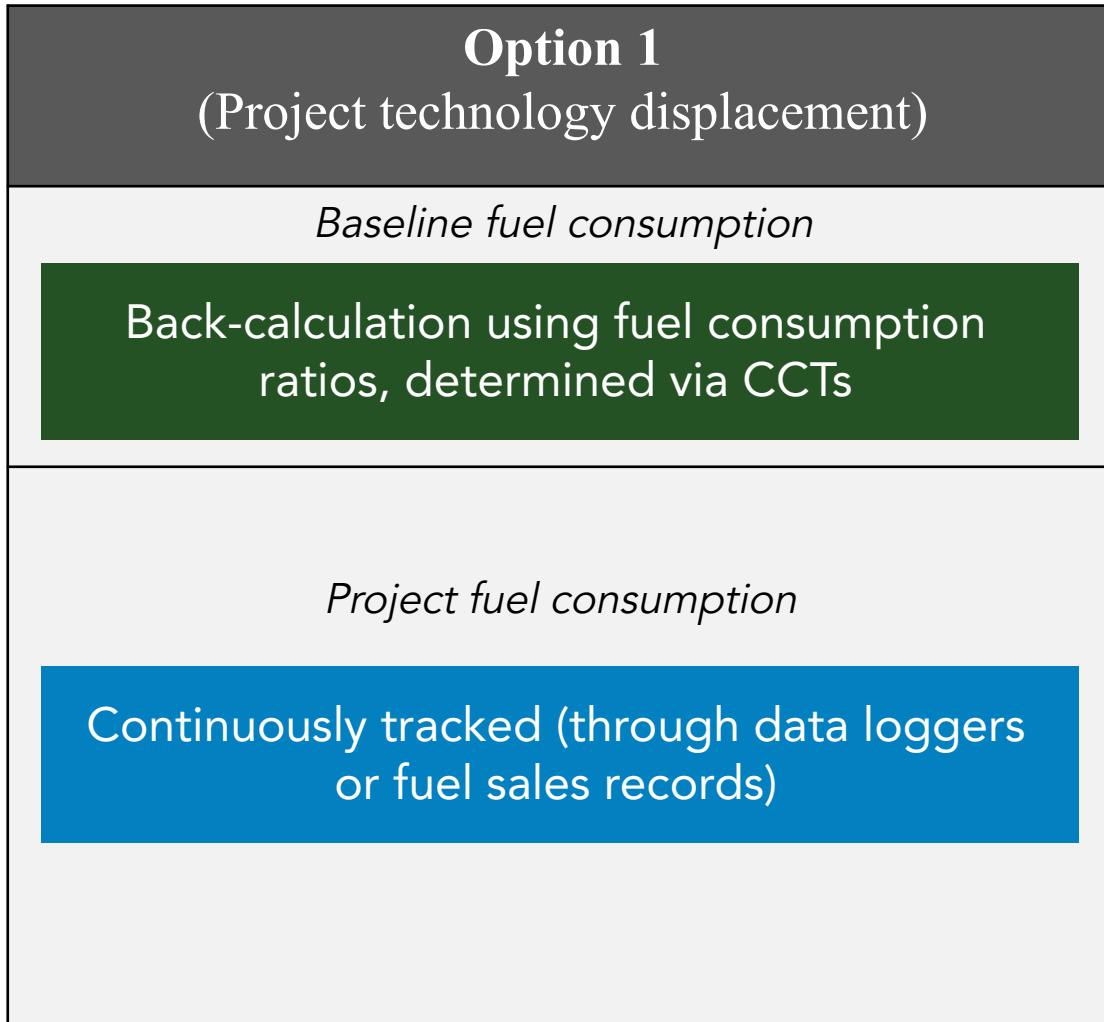 Option 1
(Project technology displacement)
Baseline fuel consumption
Back-calculation using fuel consumption
ratios, determined via CCTs
Project fuel consumption
Continuously tracked (through data loggers
or fuel sales records)